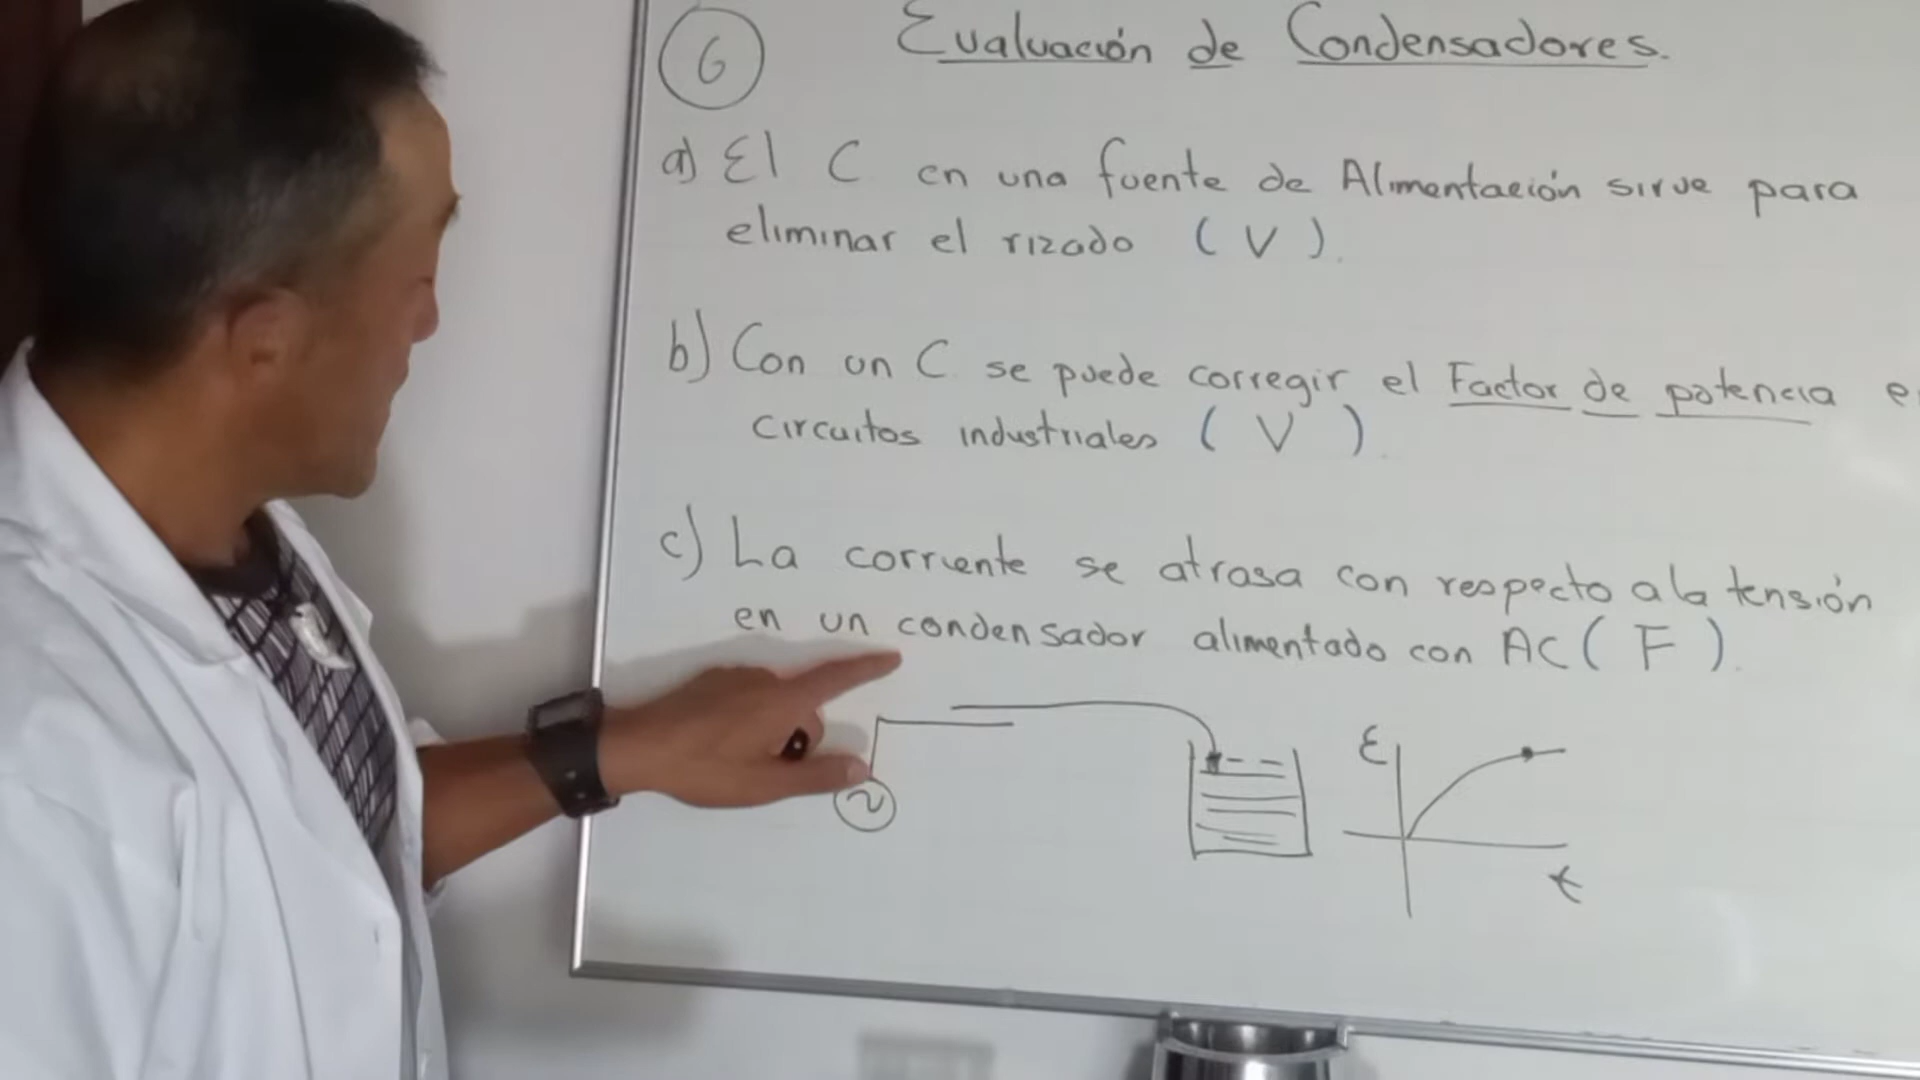 6
Evaluación de Condensadores.
a) El C en una fuente de Alimentación sirve para
eliminar el rizado (V).
b) Con un C se puede corregir el Factor de potencia e
circuitos industriales (V).
c) La corriente se atrasa con respecto a la tensión
en un condensador alimentado con AC (F).
ε
t